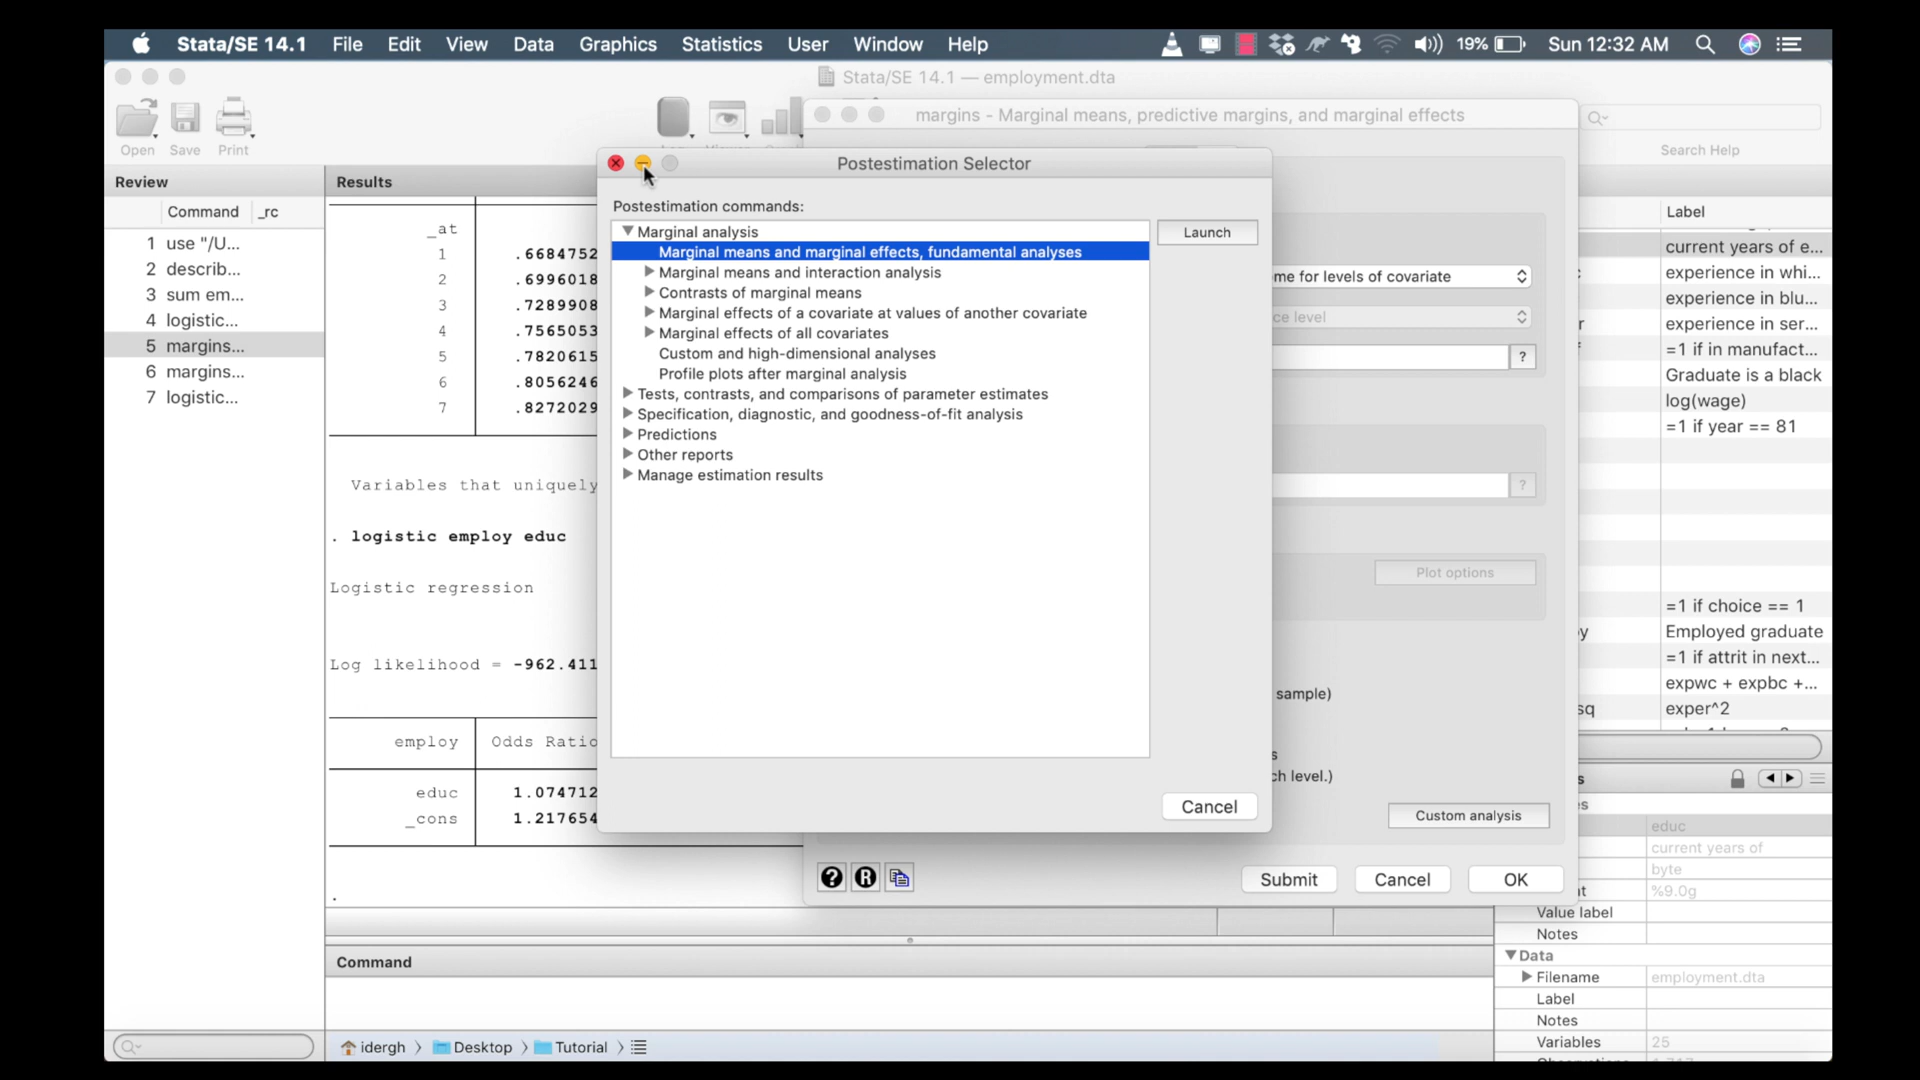 Stata/SE 14.1 File Edit View Data Graphics Statistics User Window Help 19% Sun 12:32 AM
Stata/SE 14.1 — employment.dta
margins - Marginal means, predictive margins, and marginal effects
Open Save Print
Search Help
Postestimation Selector
Review
Command _rc
1 use "/U...
2 describ...
3 sum em...
4 logistic...
5 margins...
6 margins...
7 logistic...
Results
_at
1 .6684752
2 .6996018
3 .7289908
4 .7565053
5 .7820615
6 .8056246
7 .8272029
Variables that uniquely
. logistic employ educ
Logistic regression
Log likelihood = -962.411
employ Odds Ratio
educ 1.074712
_cons 1.217654
.
Postestimation commands:
Marginal analysis
Marginal means and marginal effects, fundamental analyses
Marginal means and interaction analysis
Contrasts of marginal means
Marginal effects of a covariate at values of another covariate
Marginal effects of all covariates
Custom and high-dimensional analyses
Profile plots after marginal analysis
Tests, contrasts, and comparisons of parameter estimates
Specification, diagnostic, and goodness-of-fit analysis
Predictions
Other reports
Manage estimation results
Launch
Cancel
me for levels of covariate
ce level
?
?
Plot options
sample)
s
ch level.)
Custom analysis
? R
Submit Cancel OK
Label
current years of e...
experience in whi...
experience in blu...
r experience in ser...
=1 if in manufact...
Graduate is a black
log(wage)
=1 if year == 81
=1 if choice == 1
y Employed graduate
=1 if attrit in next...
expwc + expbc +...
sq exper^2
s
es
educ
current years of
byte
at %9.0g
Value label
Notes
Data
Filename employment.dta
Label
Notes
Variables 25
Command
idergh Desktop Tutorial